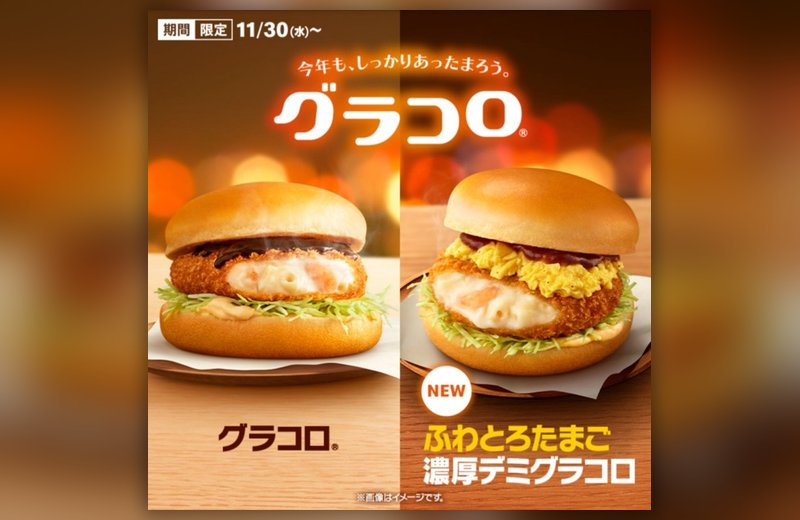 期間 限定 11/30(水)~
今年も、しっかりあったまろう。
グラコロ®
NEW
グラコロ®
ふわとろたまご
濃厚デミグラコロ
※画像はイメージです。